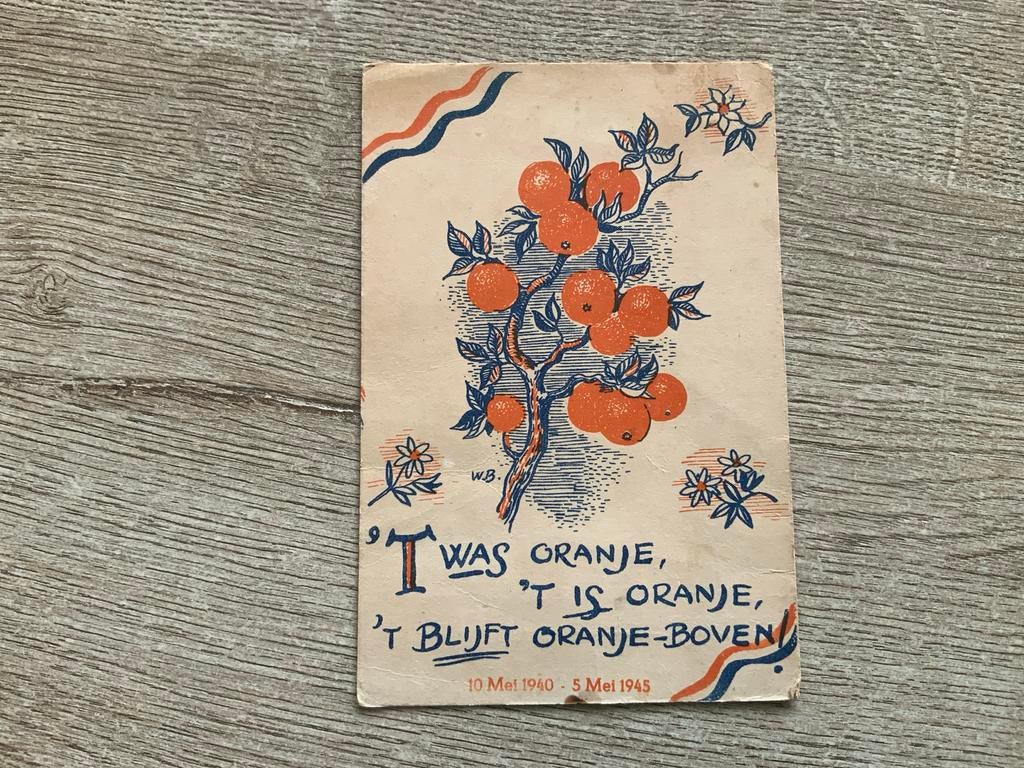 W.B.
'T WAS ORANJE,
'T IS ORANJE,
'T BLIJFT ORANJE-BOVEN!
10 Mei 1940 - 5 Mei 1945